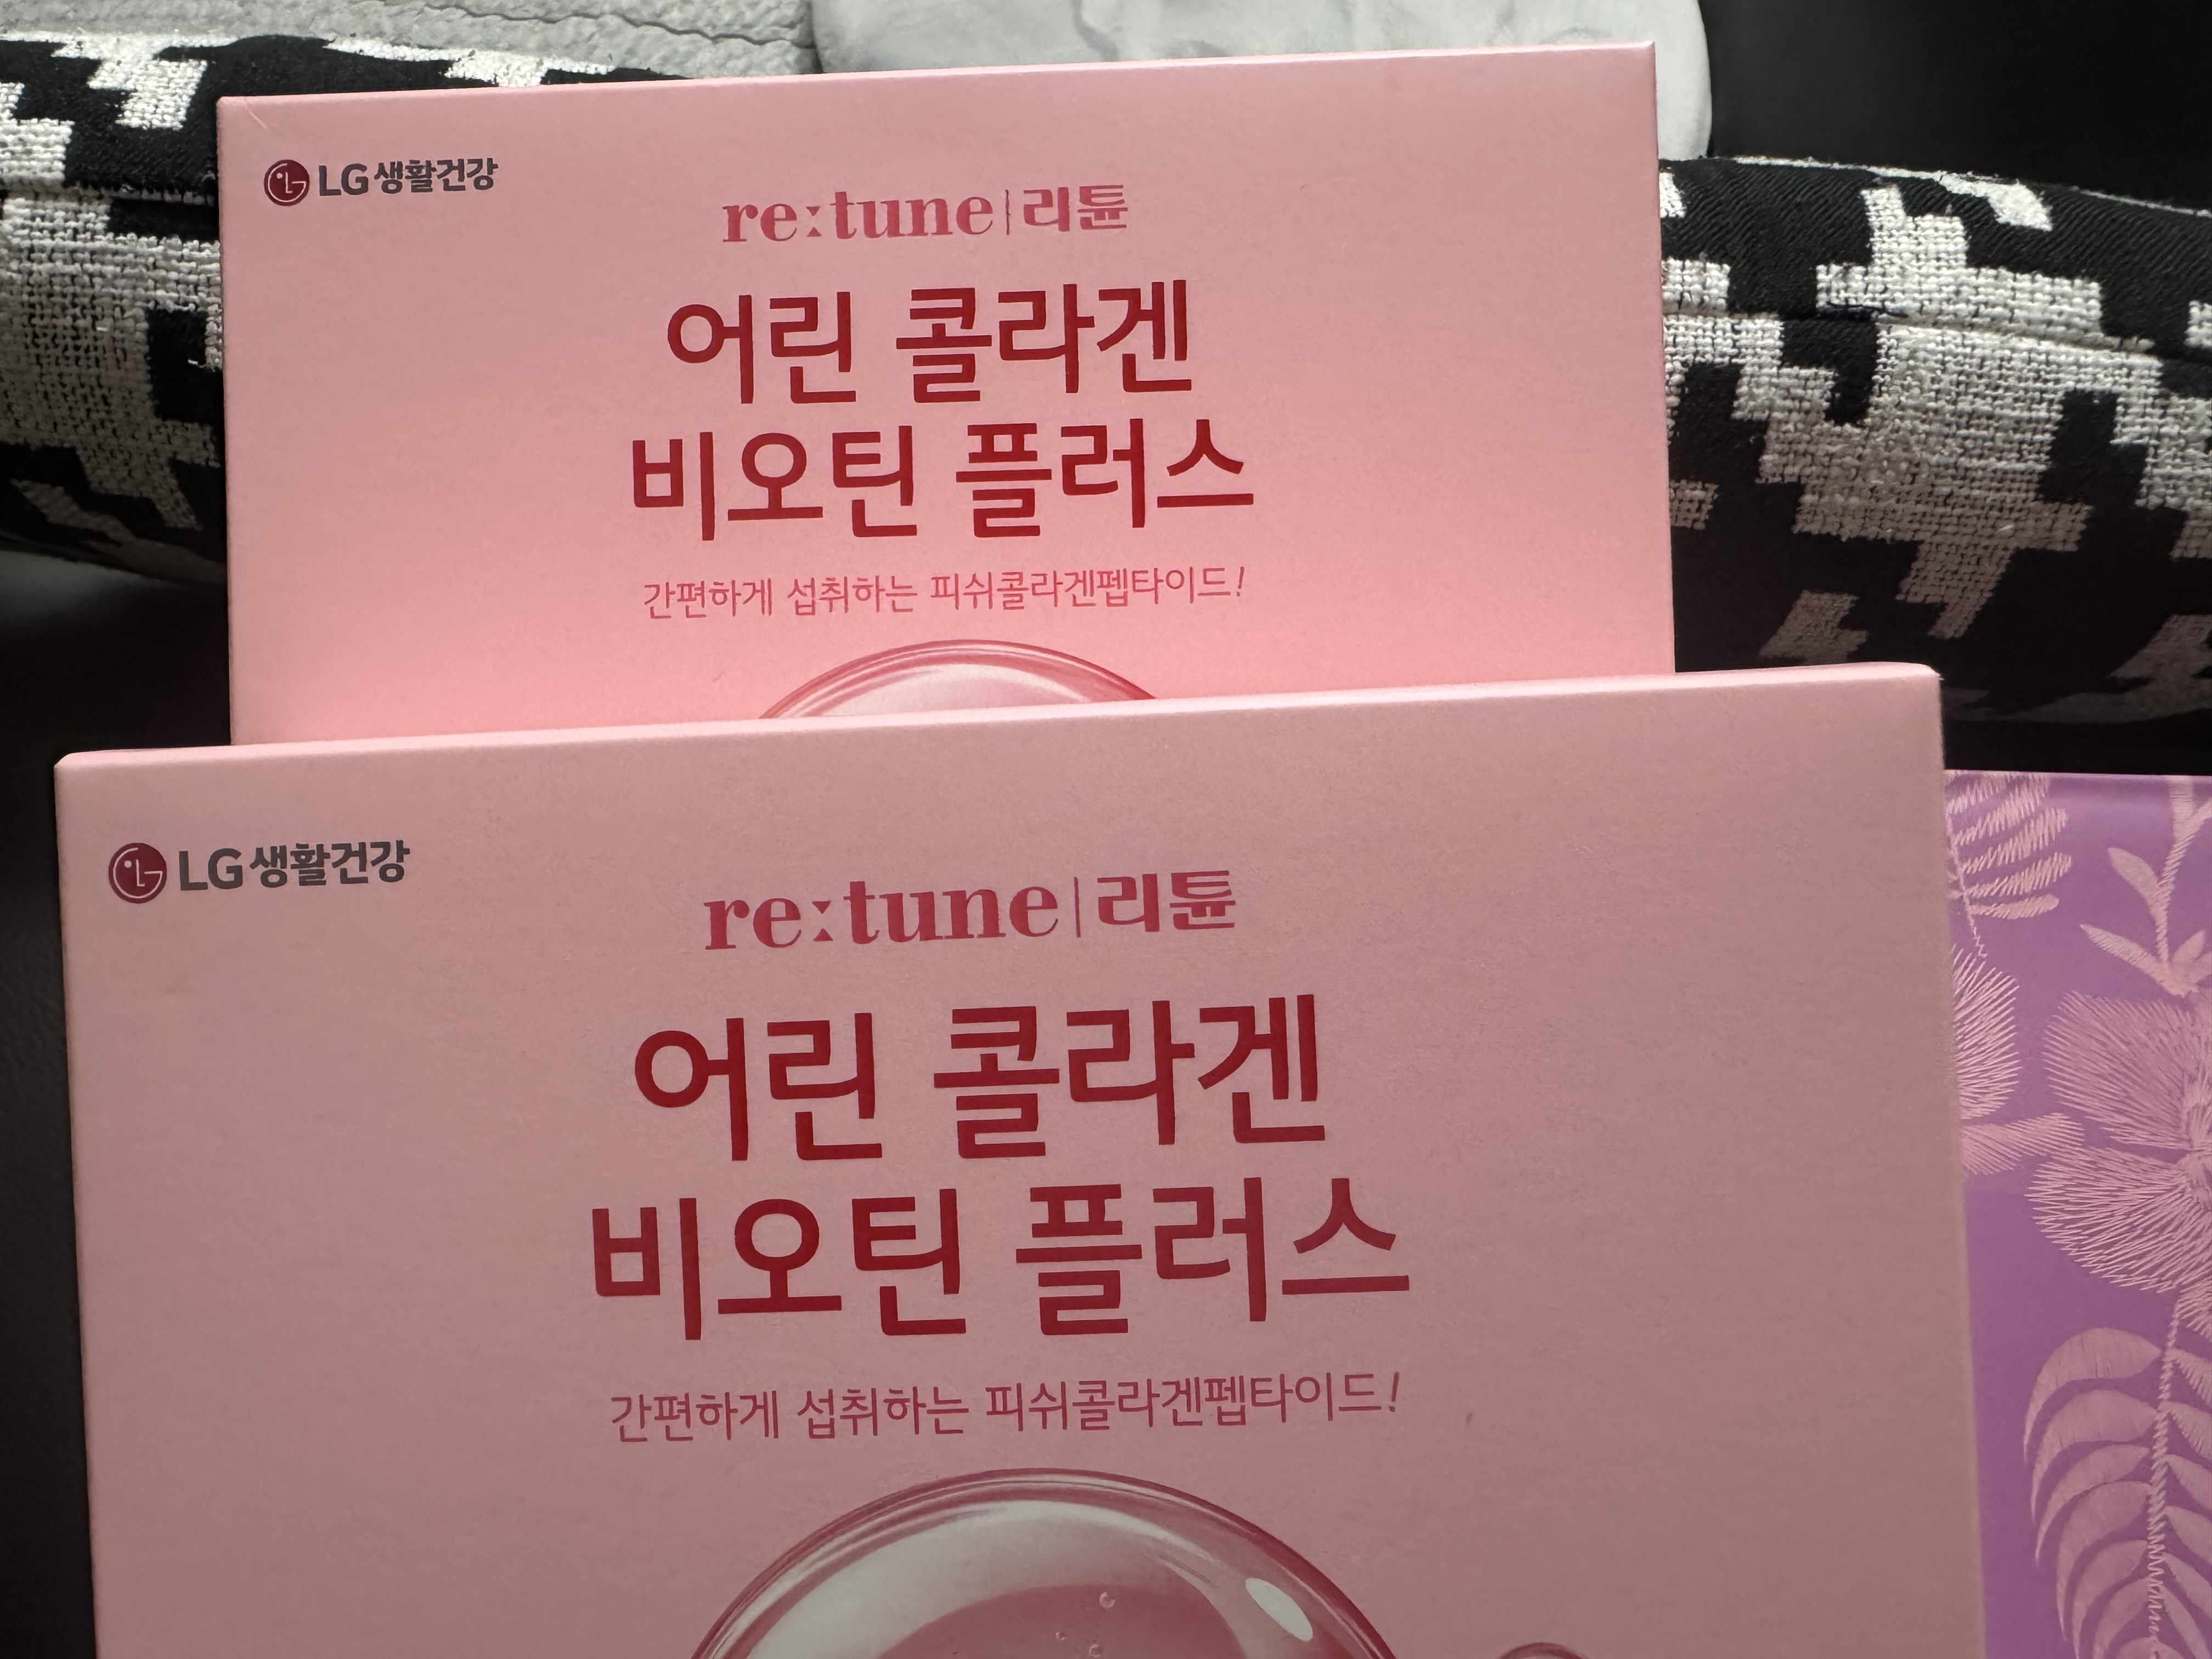 LG생활건강
re:tune | 리튠
어린 콜라겐
비오틴 플러스
간편하게 섭취하는 피쉬콜라겐펩타이드!
LG생활건강
re:tune | 리튠
어린 콜라겐
비오틴 플러스
간편하게 섭취하는 피쉬콜라겐펩타이드!